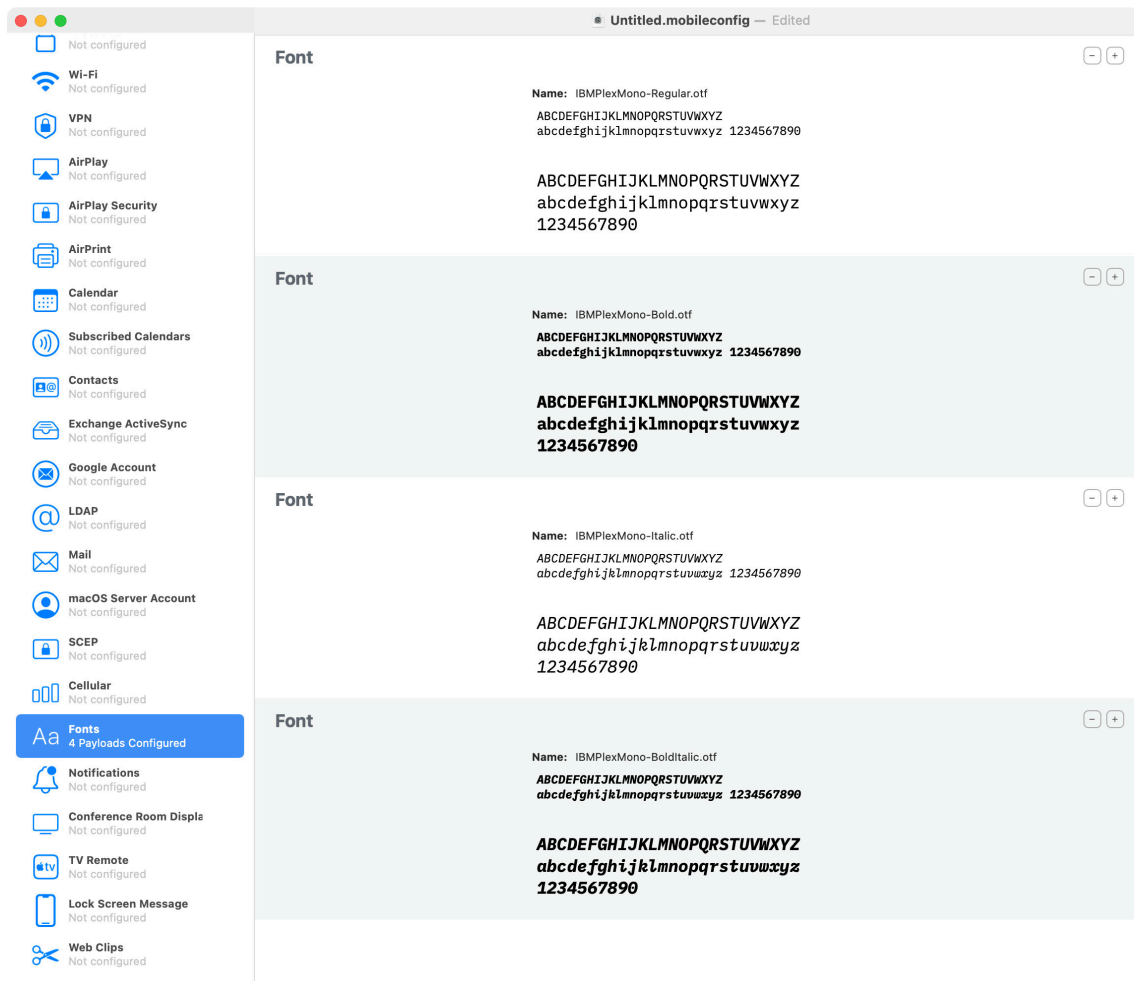 Untitled.mobileconfig — Edited
Not configured
Wi-Fi
Not configured
VPN
Not configured
AirPlay
Not configured
AirPlay Security
Not configured
AirPrint
Not configured
Calendar
Not configured
Subscribed Calendars
Not configured
Contacts
Not configured
Exchange ActiveSync
Not configured
Google Account
Not configured
LDAP
Not configured
Mail
Not configured
macOS Server Account
Not configured
SCEP
Not configured
Cellular
Not configured
Aa
Fonts
4 Payloads Configured
Notifications
Not configured
Conference Room Displa
Not configured
tv
TV Remote
Not configured
Lock Screen Message
Not configured
Web Clips
Not configured
Font
Name: IBMPlexMono-Regular.otf
ABCDEFGHIJKLMNOPQRSTUVWXYZ
abcdefghijklmnopqrstuvwxyz 1234567890
ABCDEFGHIJKLMNOPQRSTUVWXYZ
abcdefghijklmnopqrstuvwxyz
1234567890
Font
Name: IBMPlexMono-Bold.otf
ABCDEFGHIJKLMNOPQRSTUVWXYZ
abcdefghijklmnopqrstuvwxyz 1234567890
ABCDEFGHIJKLMNOPQRSTUVWXYZ
abcdefghijklmnopqrstuvwxyz
1234567890
Font
Name: IBMPlexMono-Italic.otf
ABCDEFGHIJKLMNOPQRSTUVWXYZ
abcdefghijklmnopqrstuvwxyz 1234567890
ABCDEFGHIJKLMNOPQRSTUVWXYZ
abcdefghijklmnopqrstuvwxyz
1234567890
Font
Name: IBMPlexMono-BoldItalic.otf
ABCDEFGHIJKLMNOPQRSTUVWXYZ
abcdefghijklmnopqrstuvwxyz 1234567890
ABCDEFGHIJKLMNOPQRSTUVWXYZ
abcdefghijklmnopqrstuvwxyz
1234567890